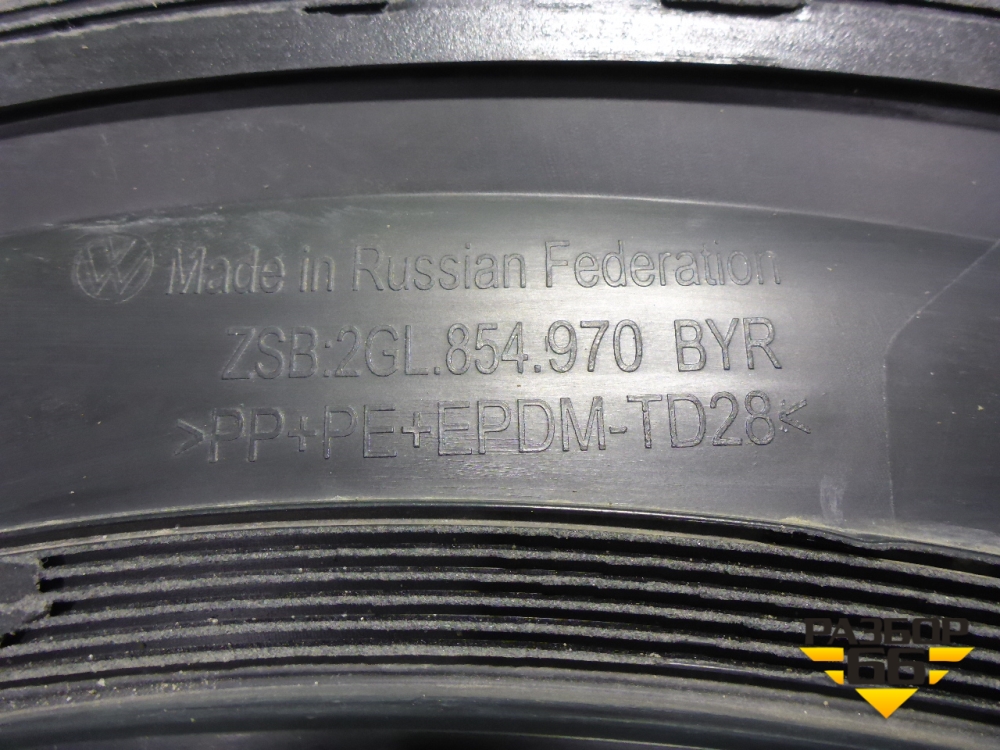 Made in Russian Federation
ZSB:2GL.854.970 BYR
>PP+PE+EPDM-TD28<
РАЗБОР
66